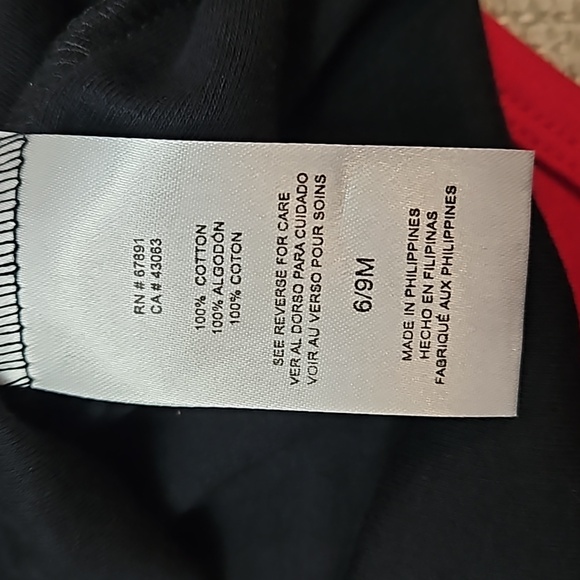 RN # 67891
CA # 43063
100% COTTON
100% ALGODÓN
100% COTON
SEE REVERSE FOR CARE
VER AL DORSO PARA CUIDADO
VOIR AU VERSO POUR SOINS
6/9M
MADE IN PHILIPPINES
HECHO EN FILIPINAS
FABRIQUÉ AUX PHILIPPINES